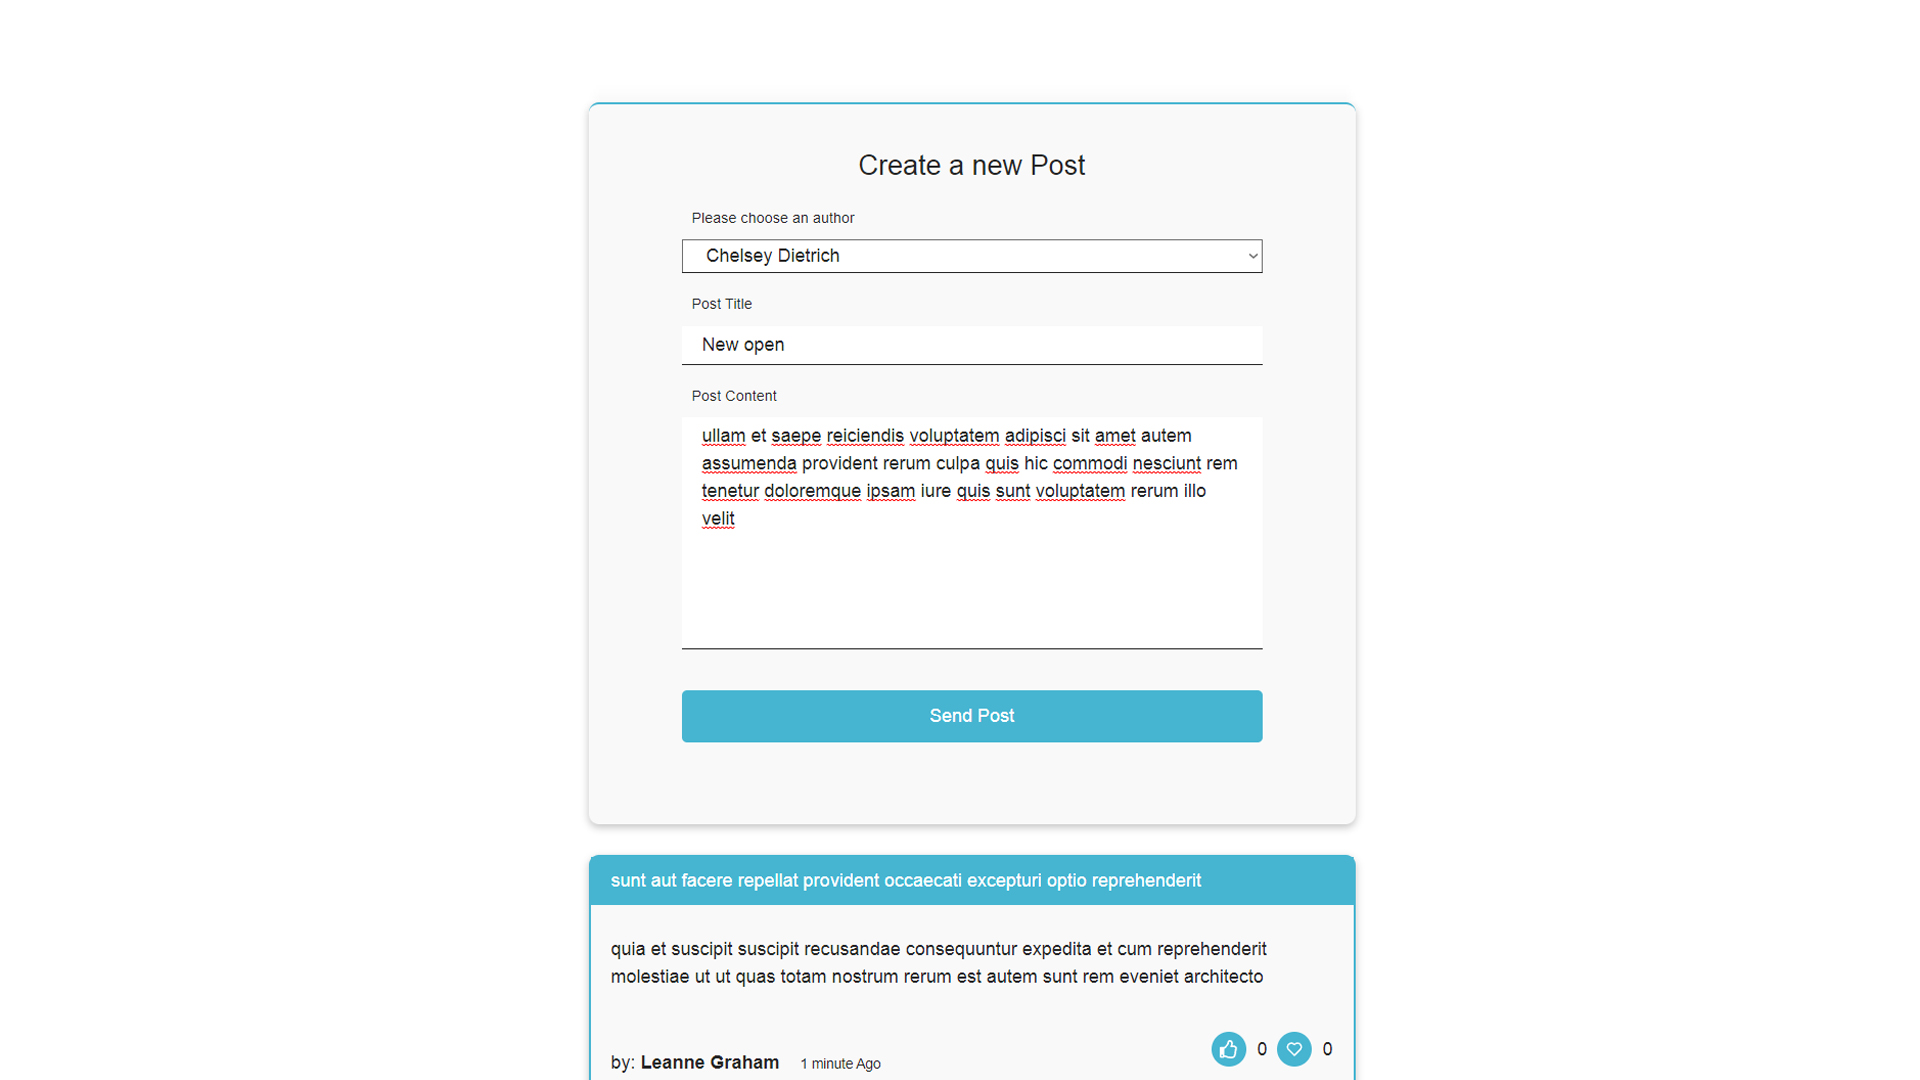 Create a new Post
Please choose an author
Chelsey Dietrich
Post Title
New open
Post Content
ullam et saepe reiciendis voluptatem adipisci sit amet autem
assumenda provident rerum culpa quis hic commodi nesciunt rem
tenetur doloremque ipsam iure quis sunt voluptatem rerum illo
velit
Send Post
sunt aut facere repellat provident occaecati excepturi optio reprehenderit
quia et suscipit suscipit recusandae consequuntur expedita et cum reprehenderit
molestiae ut ut quas totam nostrum rerum est autem sunt rem eveniet architecto
by: Leanne Graham 1 minute Ago 0 0